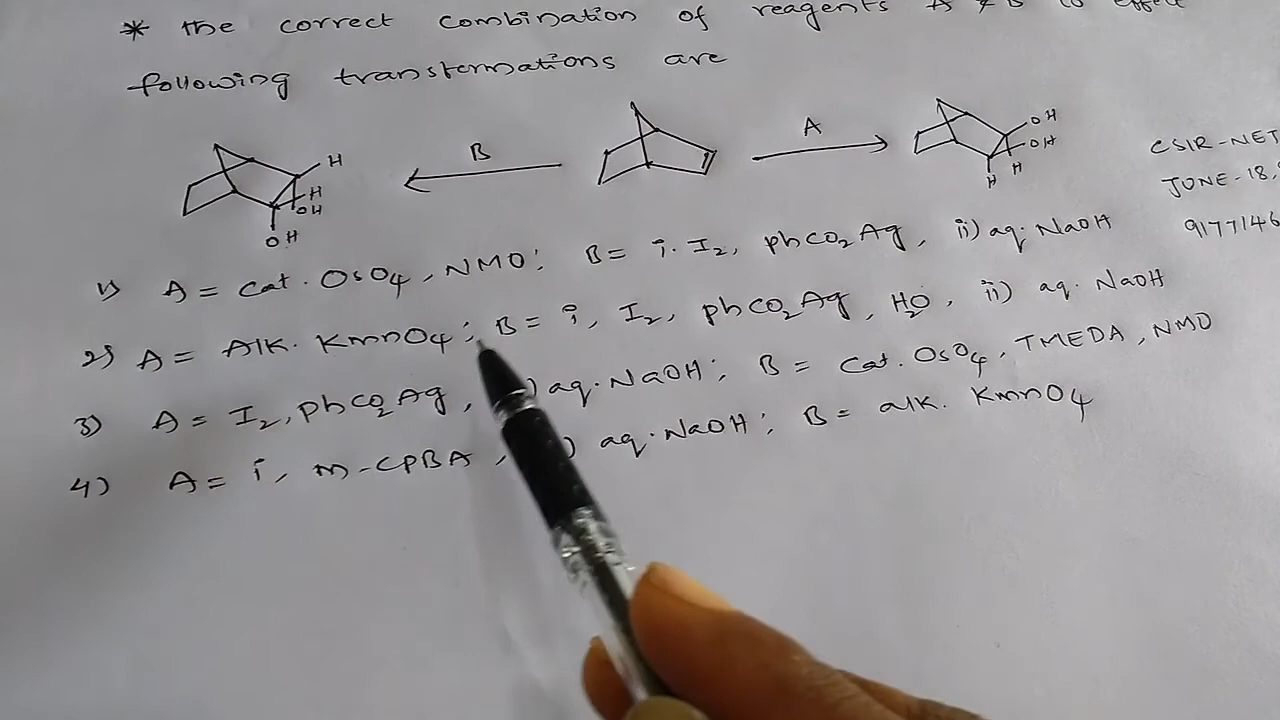 * the correct combination of reagents A & B to effect
following transformations are
B
A
H
H
OH
OH
OH
OH
H
H
CSIR-NET
JUNE-18,
9177146
1) A = Cat. OsO4, NMO; B = i. I2, phCO2Ag, ii) aq. NaOH
2) A = Alk. KmnO4; B = i, I2, phCO2Ag, H2O, ii) aq. NaOH
3) A = I2, phCO2Ag, ) aq. NaOH; B = Cat. OsO4, TMEDA, NMO
4) A = i, m-CPBA, ) aq. NaOH; B = alk. KmnO4